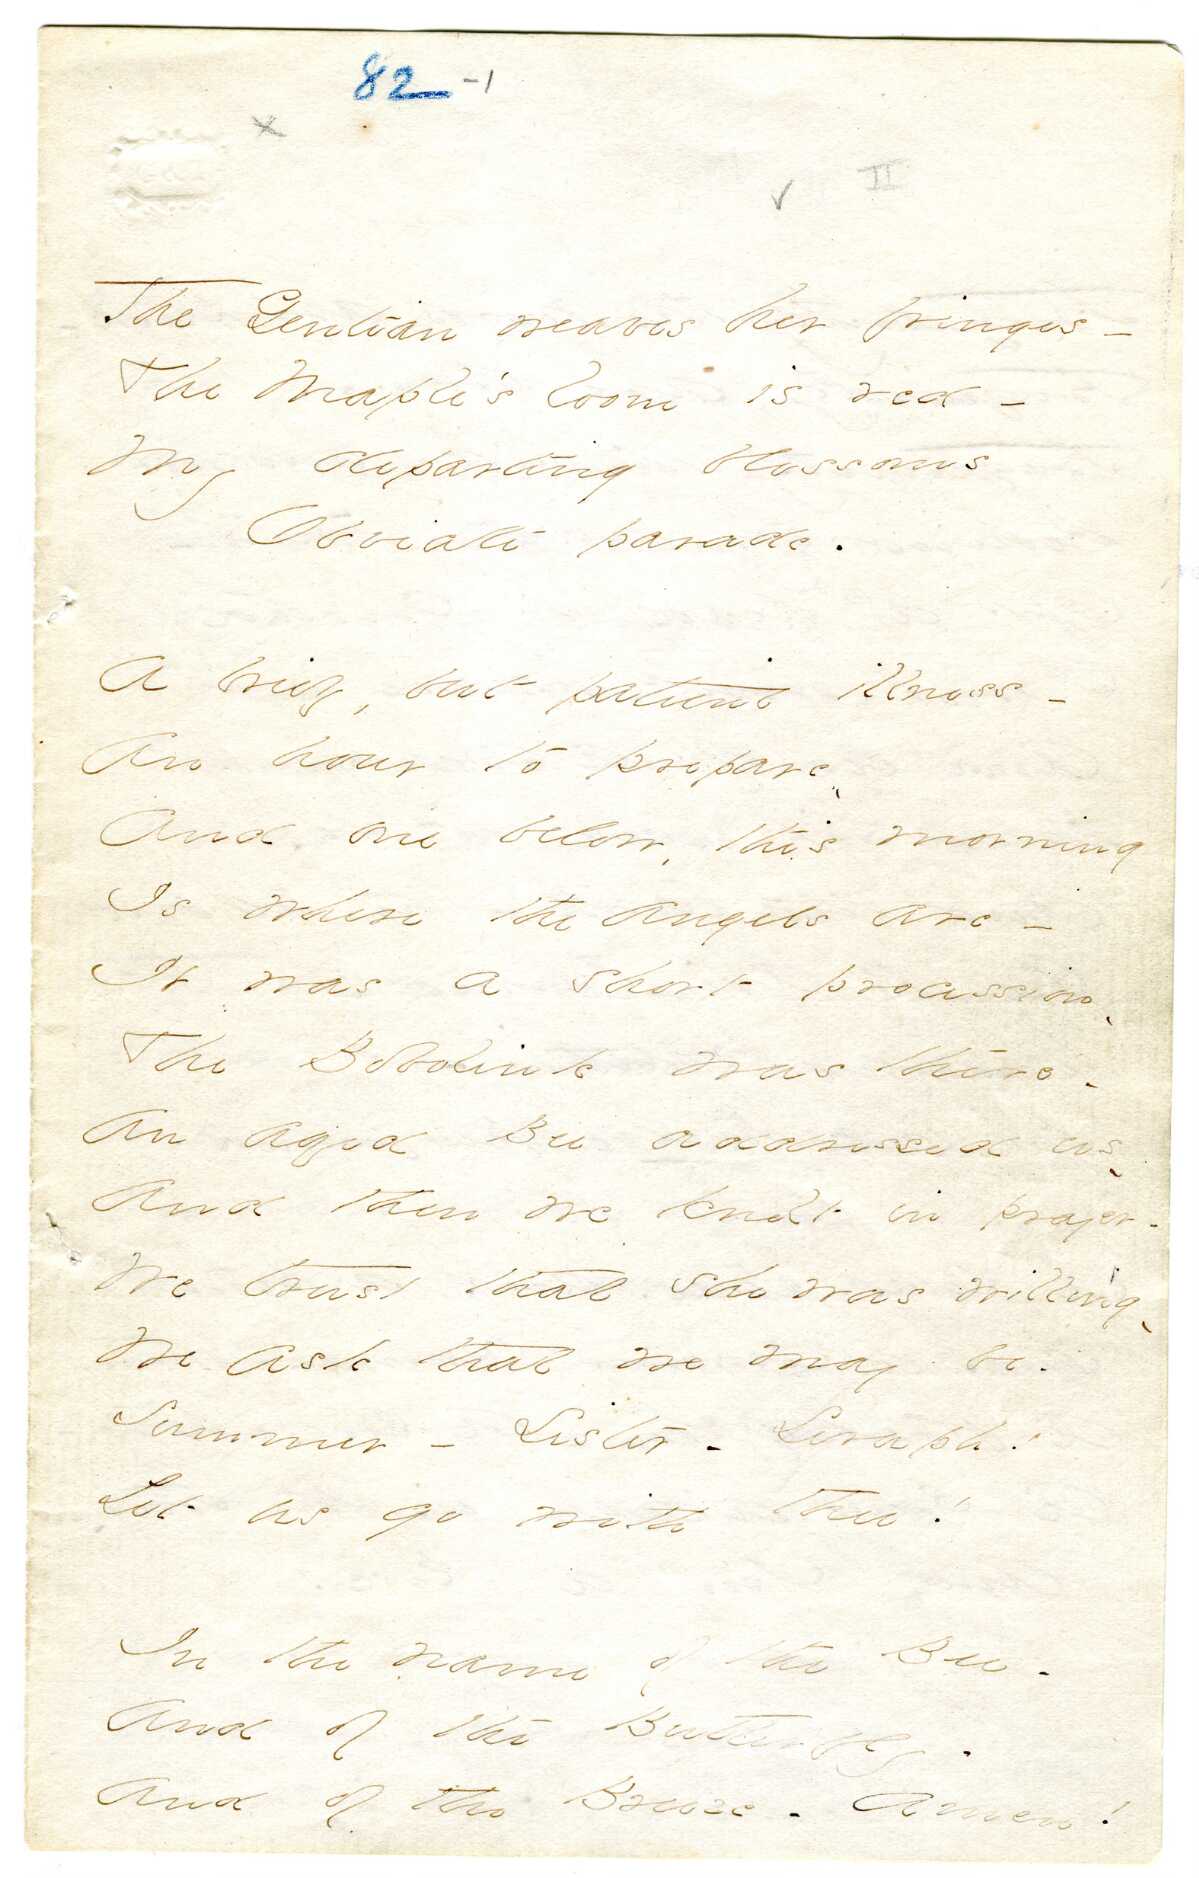 82 -1
x
✓ II
The Gentian weaves her fringes -
The Maple's loom is red -
My departing blossoms
Obviate parade.
A brief, but patient illness -
An hour to prepare,
And one below, this morning
Is where the angels are -
It was a short procession,
The Bobolink was there -
An aged Bee addressed us,
And then we knelt in prayer -
We trust that she was willing,
We ask that we may be.
Summer - Sister - Seraph!
Let us go with thee!
In the name of the Bee -
And of the Butterfly -
And of the Breeze - Amen!